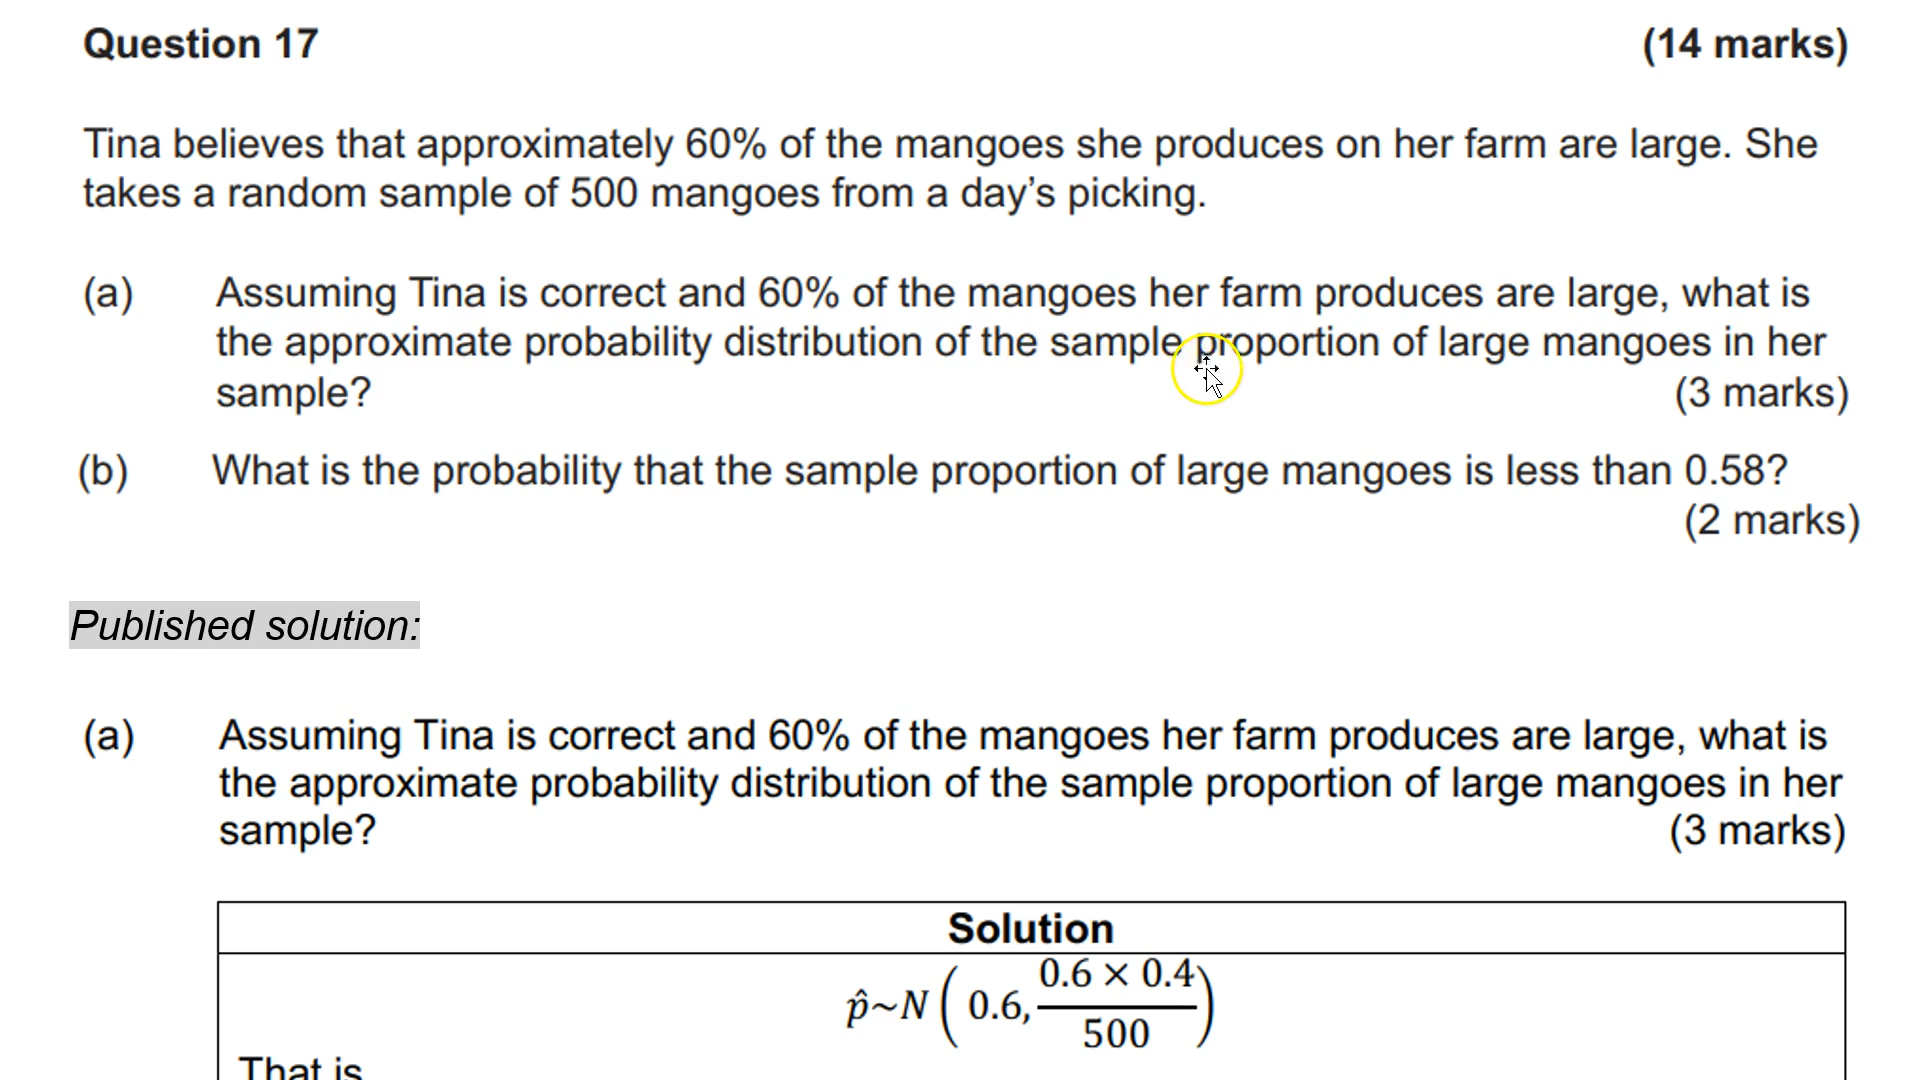 Question 17 (14 marks)
Tina believes that approximately 60% of the mangoes she produces on her farm are large. She
takes a random sample of 500 mangoes from a day’s picking.
(a) Assuming Tina is correct and 60% of the mangoes her farm produces are large, what is
the approximate probability distribution of the sample proportion of large mangoes in her
sample? (3 marks)
(b) What is the probability that the sample proportion of large mangoes is less than 0.58?
(2 marks)
Published solution:
(a) Assuming Tina is correct and 60% of the mangoes her farm produces are large, what is
the approximate probability distribution of the sample proportion of large mangoes in her
sample? (3 marks)
Solution
p̂~N ( 0.6, 0.6 × 0.4 / 500 )
That is